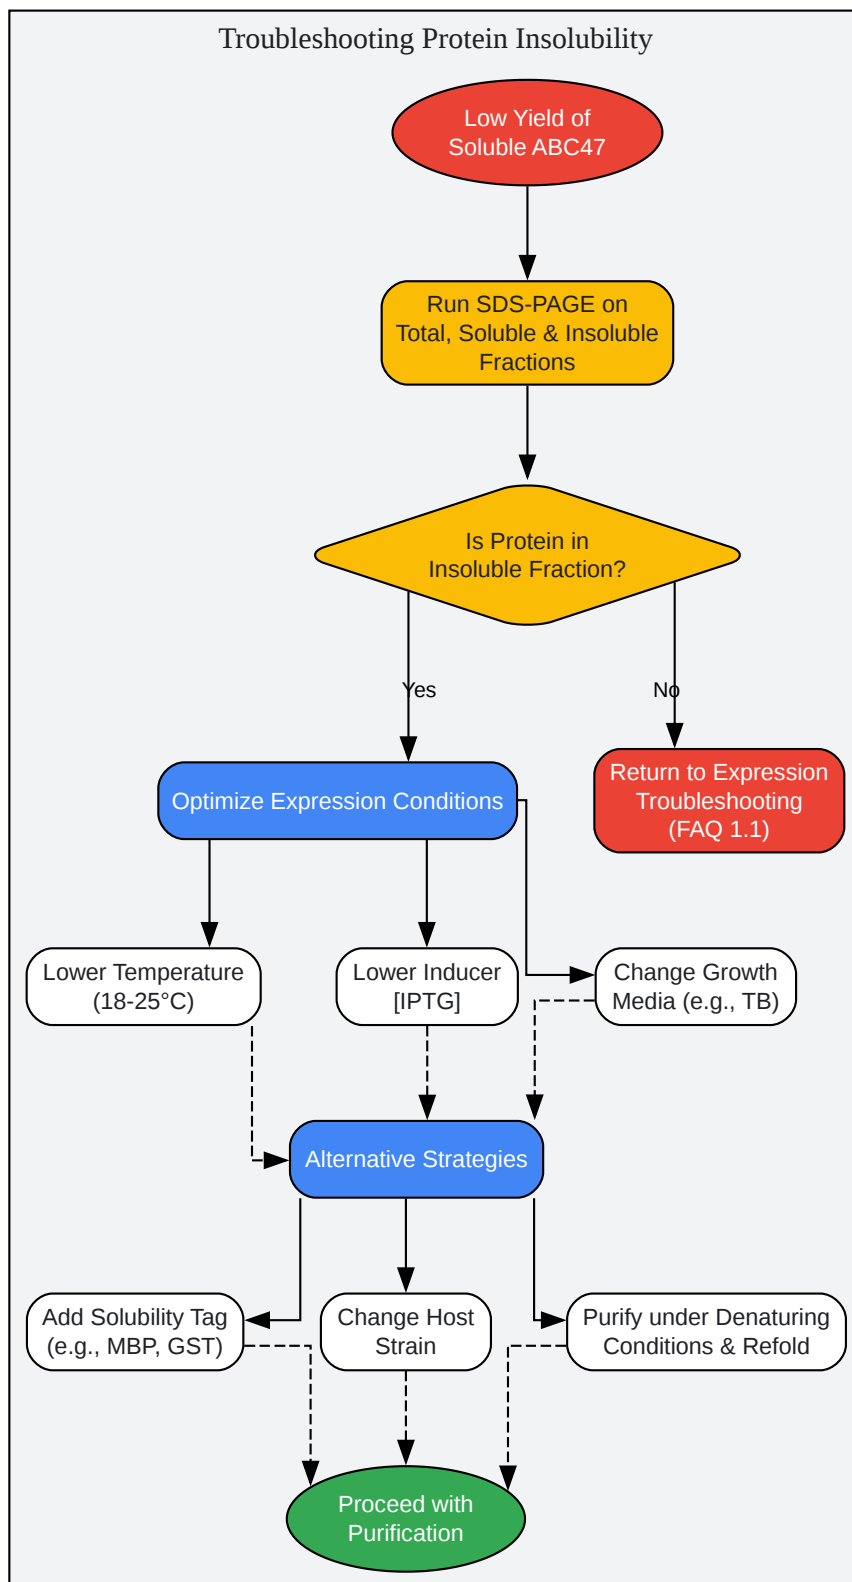 Troubleshooting Protein Insolubility
Low Yield of
Soluble ABC47
Run SDS-PAGE on
Total, Soluble & Insoluble
Fractions
Is Protein in
Insoluble Fraction?
Yes
No
Optimize Expression Conditions
Return to Expression
Troubleshooting
(FAQ 1.1)
Lower Temperature
(18-25°C)
Lower Inducer
[IPTG]
Change Growth
Media (e.g., TB)
Alternative Strategies
Add Solubility Tag
(e.g., MBP, GST)
Change Host
Strain
Purify under Denaturing
Conditions & Refold
Proceed with
Purification